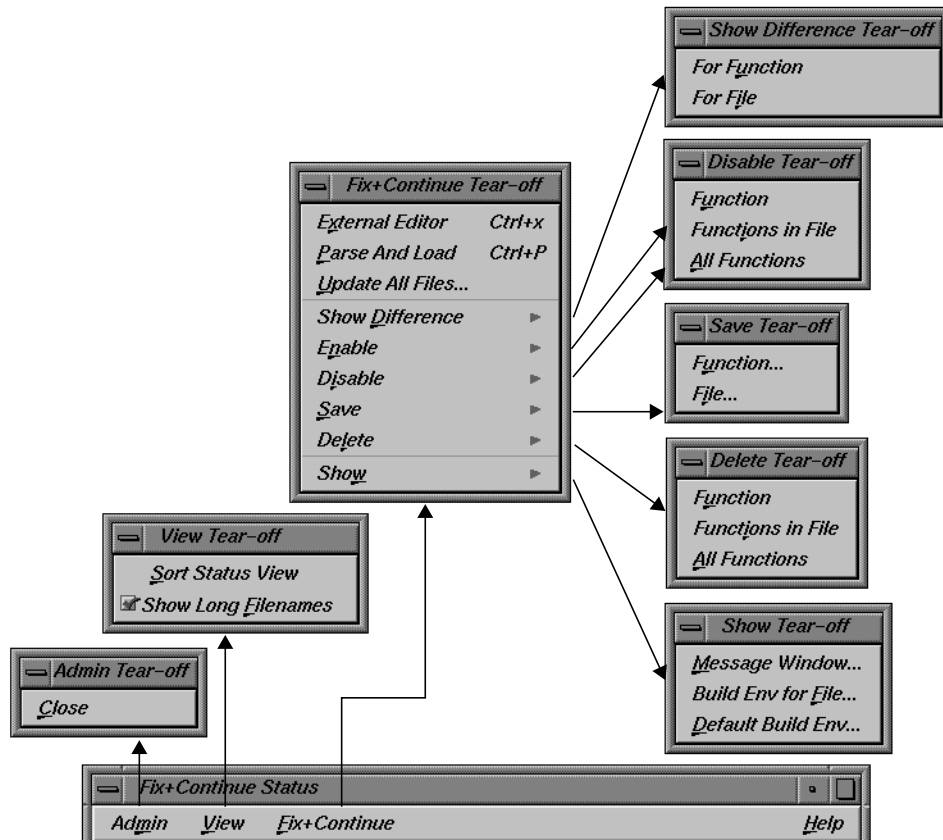 Show Difference Tear-off
For Function
For File
Disable Tear-off
Function
Functions in File
All Functions
Fix+Continue Tear-off
External Editor Ctrl+x
Parse And Load Ctrl+P
Update All Files...
Show Difference
Enable
Disable
Save
Delete
Show
Save Tear-off
Function...
File...
Delete Tear-off
Function
Functions in File
All Functions
View Tear-off
Sort Status View
Show Long Filenames
Show Tear-off
Message Window...
Build Env for File...
Default Build Env...
Admin Tear-off
Close
Fix+Continue Status
Admin View Fix+Continue Help